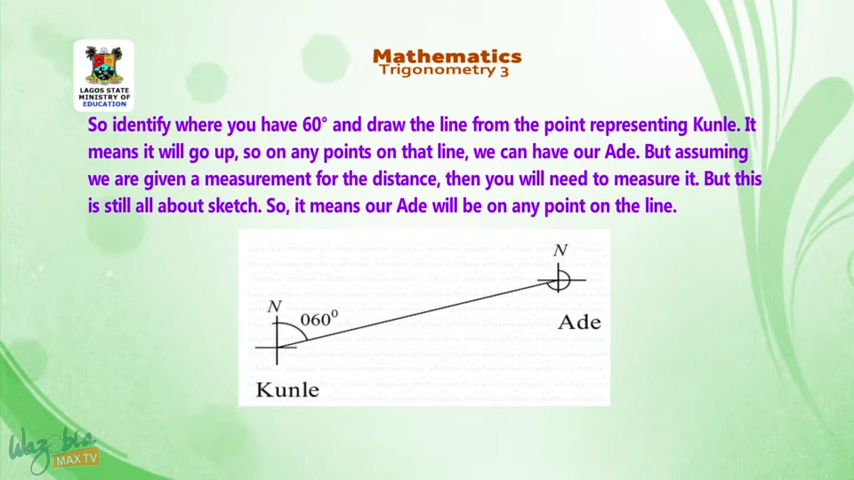 Mathematics
Trigonometry 3
LAGOS STATE
MINISTRY OF
EDUCATION
So identify where you have 60° and draw the line from the point representing Kunle. It
means it will go up, so on any points on that line, we can have our Ade. But assuming
we are given a measurement for the distance, then you will need to measure it. But this
is still all about sketch. So, it means our Ade will be on any point on the line.
N
N
060⁰
Ade
Kunle
Wazobia
MAX TV